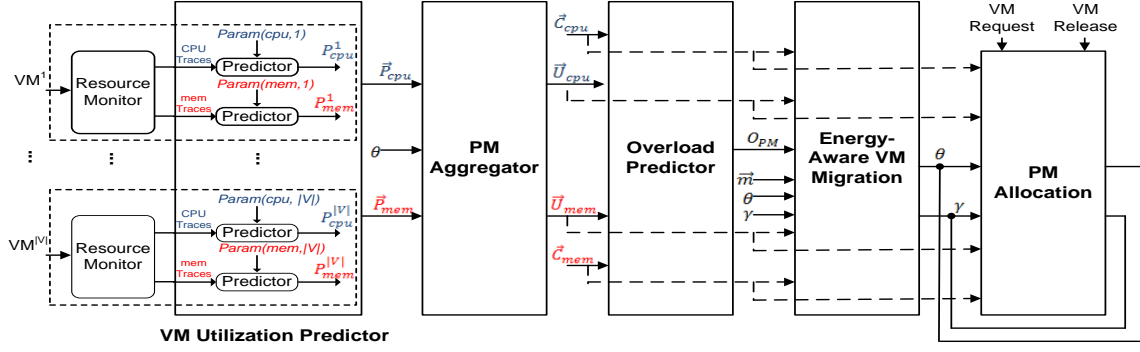 VM Request
VM Release
VM¹
Resource Monitor
CPU Traces
Param(cpu,1)
Predictor
P¹cpu
mem Traces
Param(mem,1)
Predictor
P¹mem
...
...
...
VM|V|
Resource Monitor
CPU Traces
Param(cpu, |V|)
Predictor
P|V|cpu
mem Traces
Param(mem,|V|)
Predictor
P|V|mem
VM Utilization Predictor
P⃗cpu
θ
P⃗mem
PM Aggregator
C⃗cpu
U⃗cpu
U⃗mem
C⃗mem
Overload Predictor
O_PM
m⃗
θ
γ
Energy-Aware VM Migration
θ
γ
PM Allocation